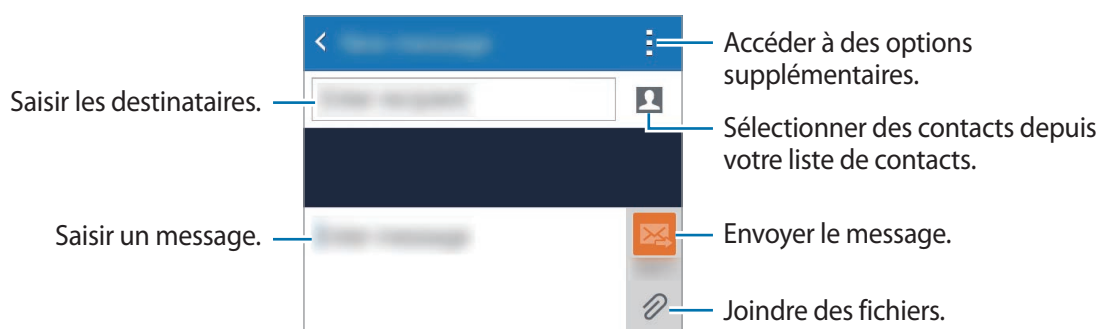 Accéder à des options
supplémentaires.
Saisir les destinataires.
Sélectionner des contacts depuis
votre liste de contacts.
Saisir un message.
Envoyer le message.
Joindre des fichiers.